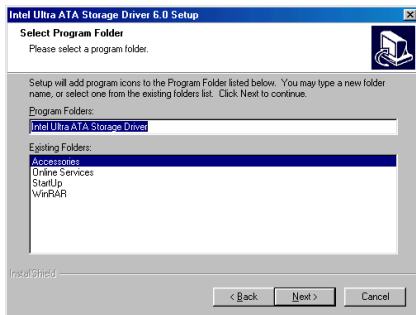 Intel Ultra ATA Storage Driver 6.0 Setup
Select Program Folder
Please select a program folder.
Setup will add program icons to the Program Folder listed below. You may type a new folder
name, or select one from the existing folders list. Click Next to continue.
Program Folders:
Intel Ultra ATA Storage Driver
Existing Folders:
Accessories
Online Services
StartUp
WinRAR
InstallShield
< Back
Next >
Cancel